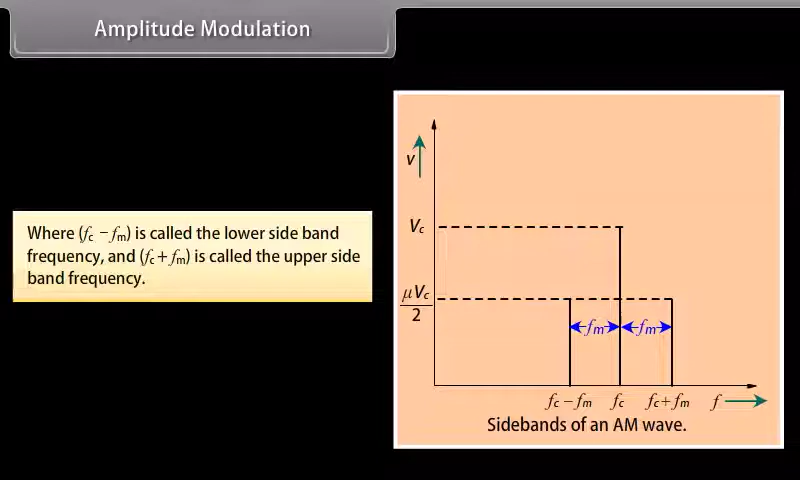 Amplitude Modulation
Where (fc − fm) is called the lower side band
frequency, and (fc + fm) is called the upper side
band frequency.
v
Vc
μVc
2
fm fm
fc − fm fc fc + fm f
Sidebands of an AM wave.